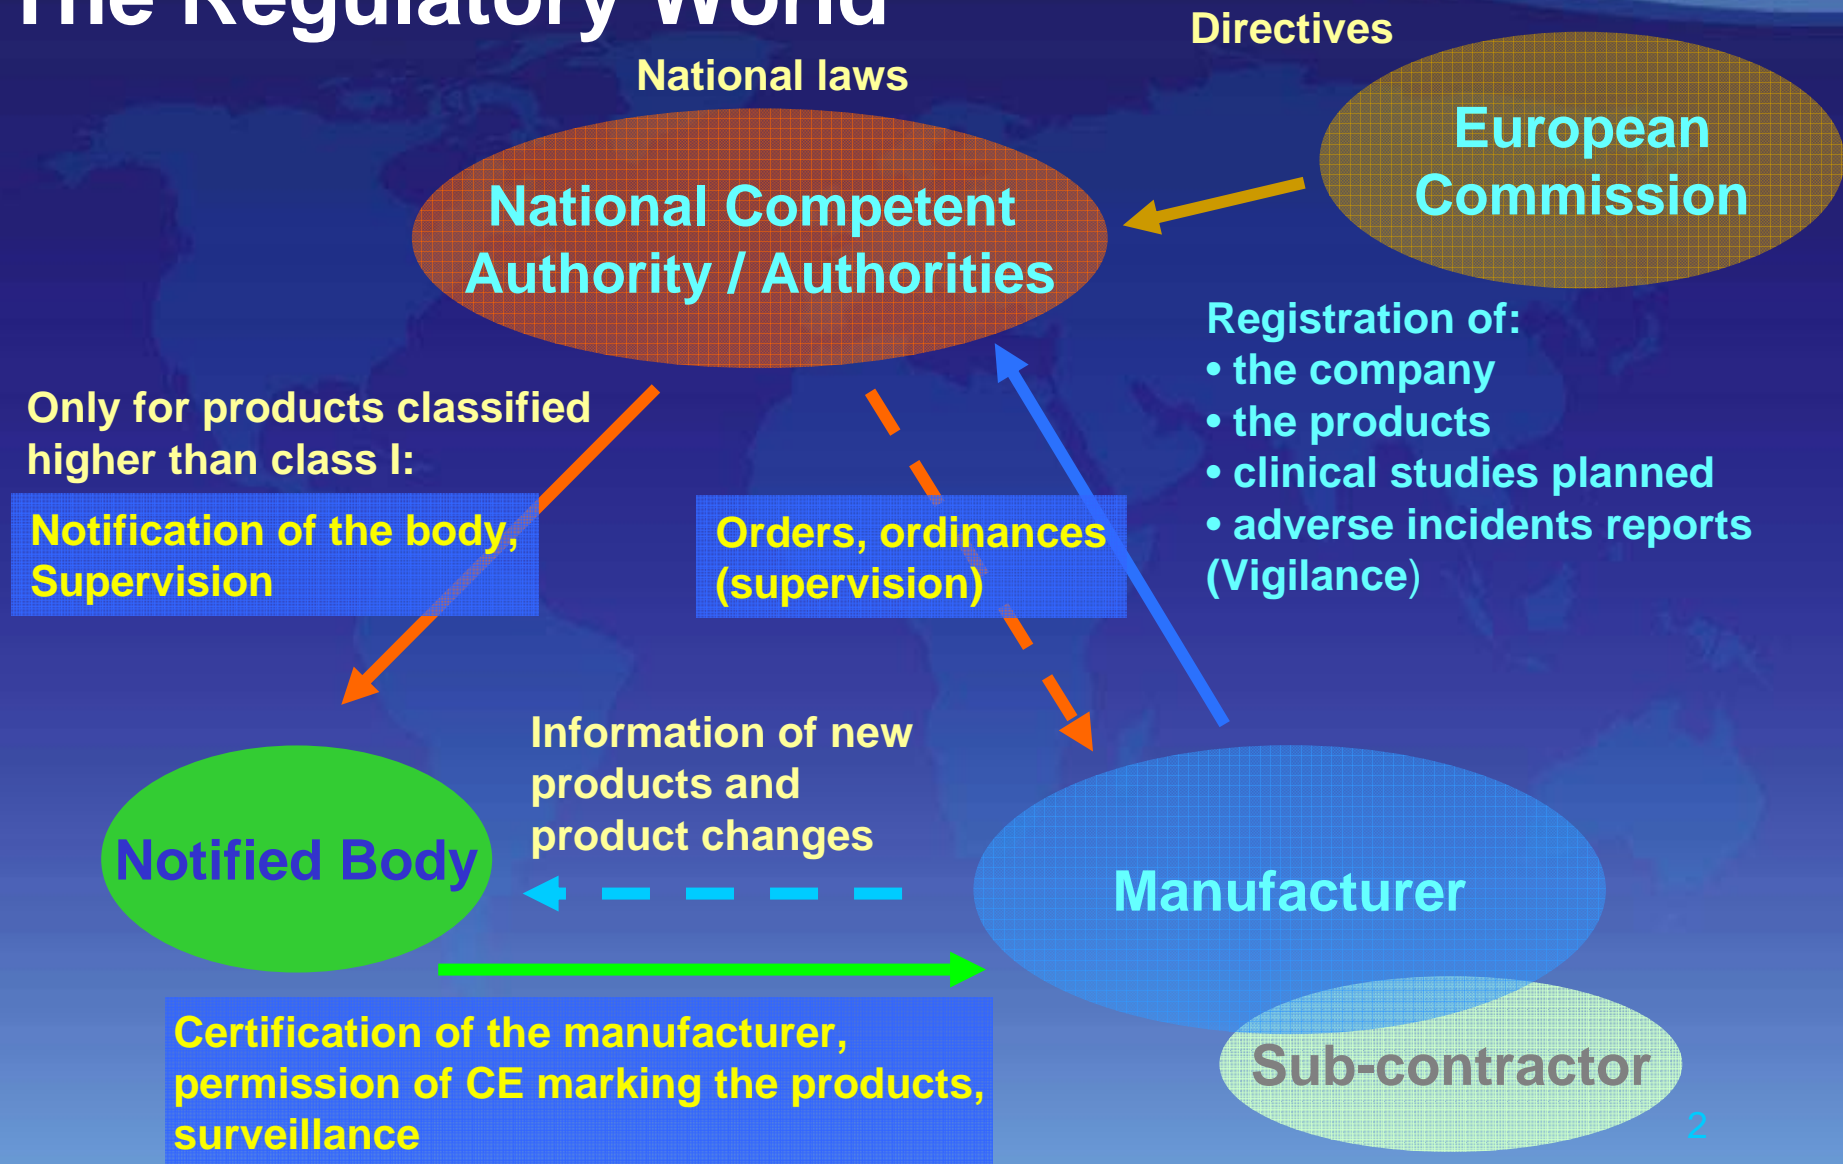 The Regulatory World
Directives
National laws
European
Commission
National Competent
Authority / Authorities
Registration of:
• the company
• the products
• clinical studies planned
• adverse incidents reports
(Vigilance)
Only for products classified
higher than class I:
Notification of the body,
Supervision
Orders, ordinances
(supervision)
Information of new
products and
product changes
Notified Body
Manufacturer
Certification of the manufacturer,
permission of CE marking the products,
surveillance
Sub-contractor
2